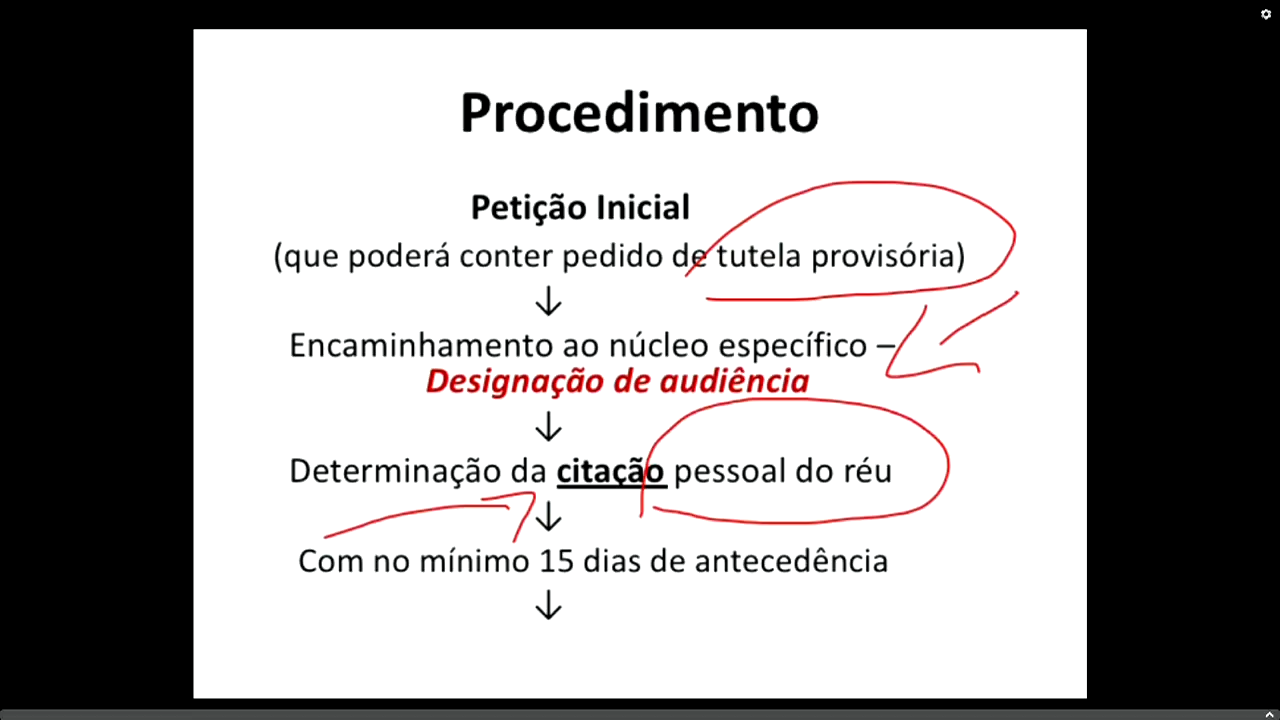 Procedimento
Petição Inicial
(que poderá conter pedido de tutela provisória)
↓
Encaminhamento ao núcleo específico –
Designação de audiência
↓
Determinação da citação pessoal do réu
↓
Com no mínimo 15 dias de antecedência
↓